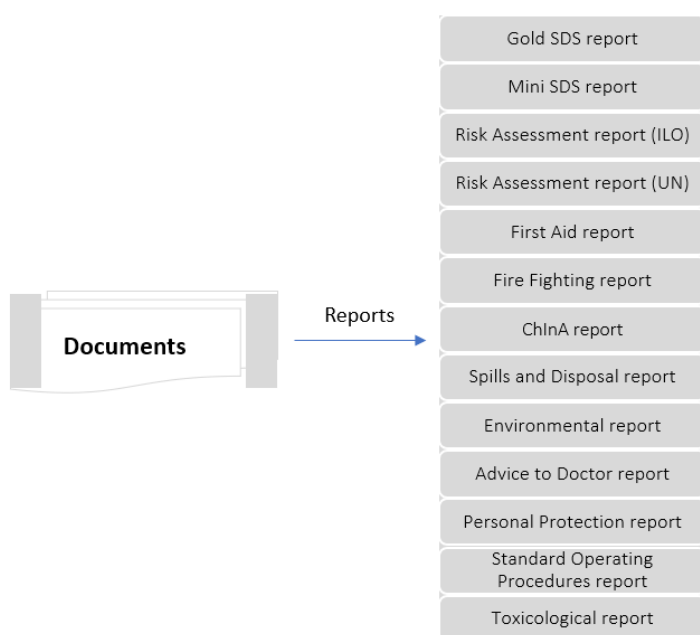 Gold SDS report
Mini SDS report
Risk Assessment report (ILO)
Risk Assessment report (UN)
First Aid report
Fire Fighting report
Reports
ChInA report
Documents
Spills and Disposal report
Environmental report
Advice to Doctor report
Personal Protection report
Standard Operating
Procedures report
Toxicological report